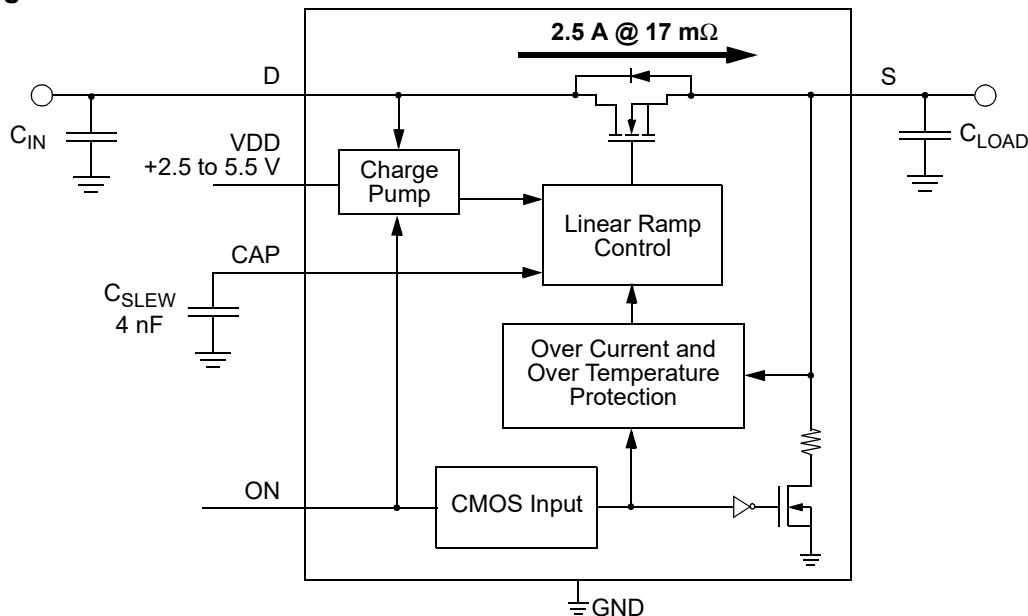 2.5 A @ 17 mΩ
D
S
C_IN
VDD
+2.5 to 5.5 V
Charge
Pump
C_LOAD
Linear Ramp
Control
CAP
C_SLEW
4 nF
Over Current and
Over Temperature
Protection
ON
CMOS Input
GND